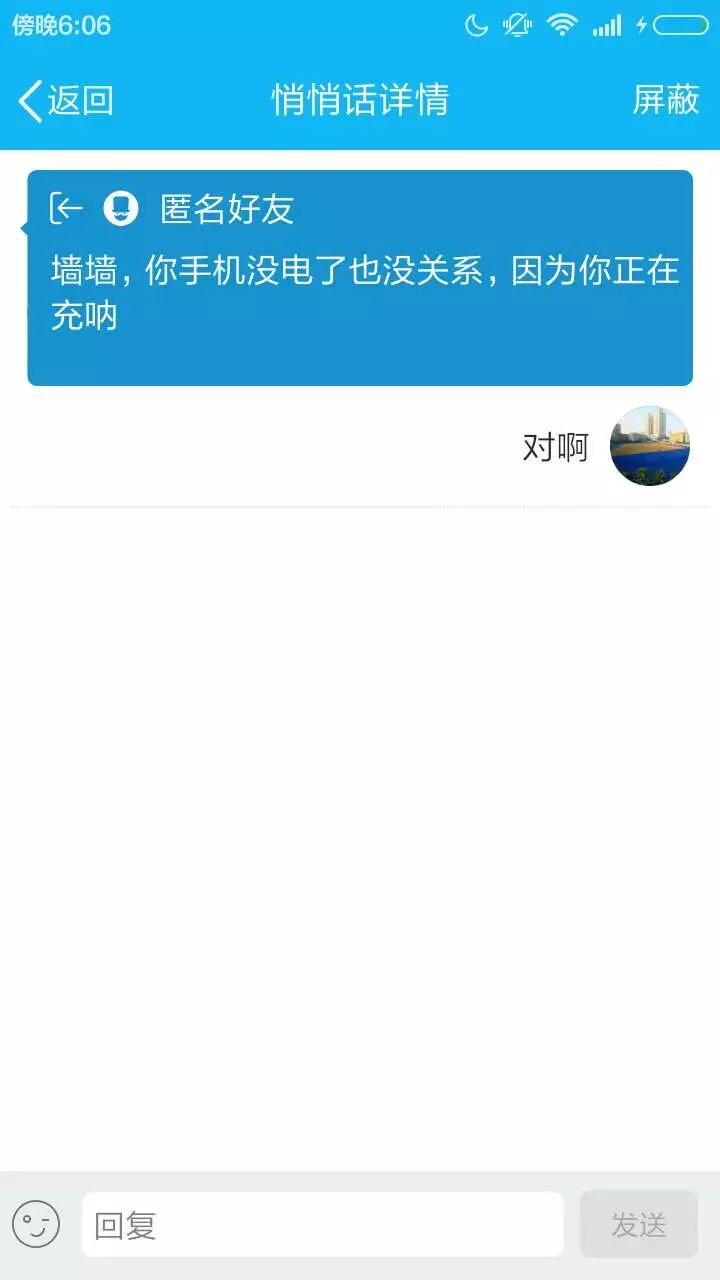 傍晚6:06
返回 悄悄话详情 屏蔽
匿名好友
墙墙，你手机没电了也没关系，因为你正在
充呐
对啊
回复 发送